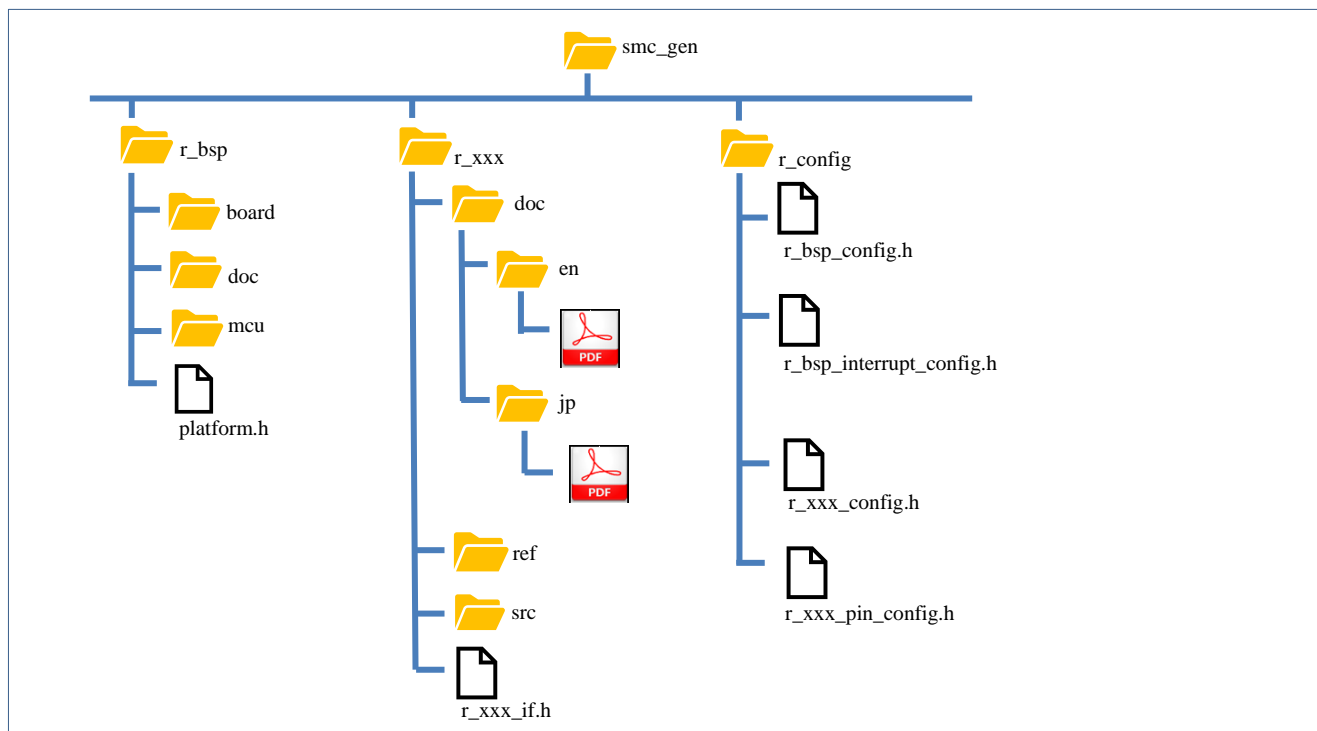 smc_gen
r_bsp
board
doc
mcu
platform.h
r_xxx
doc
en
PDF
jp
PDF
ref
src
r_xxx_if.h
r_config
r_bsp_config.h
r_bsp_interrupt_config.h
r_xxx_config.h
r_xxx_pin_config.h